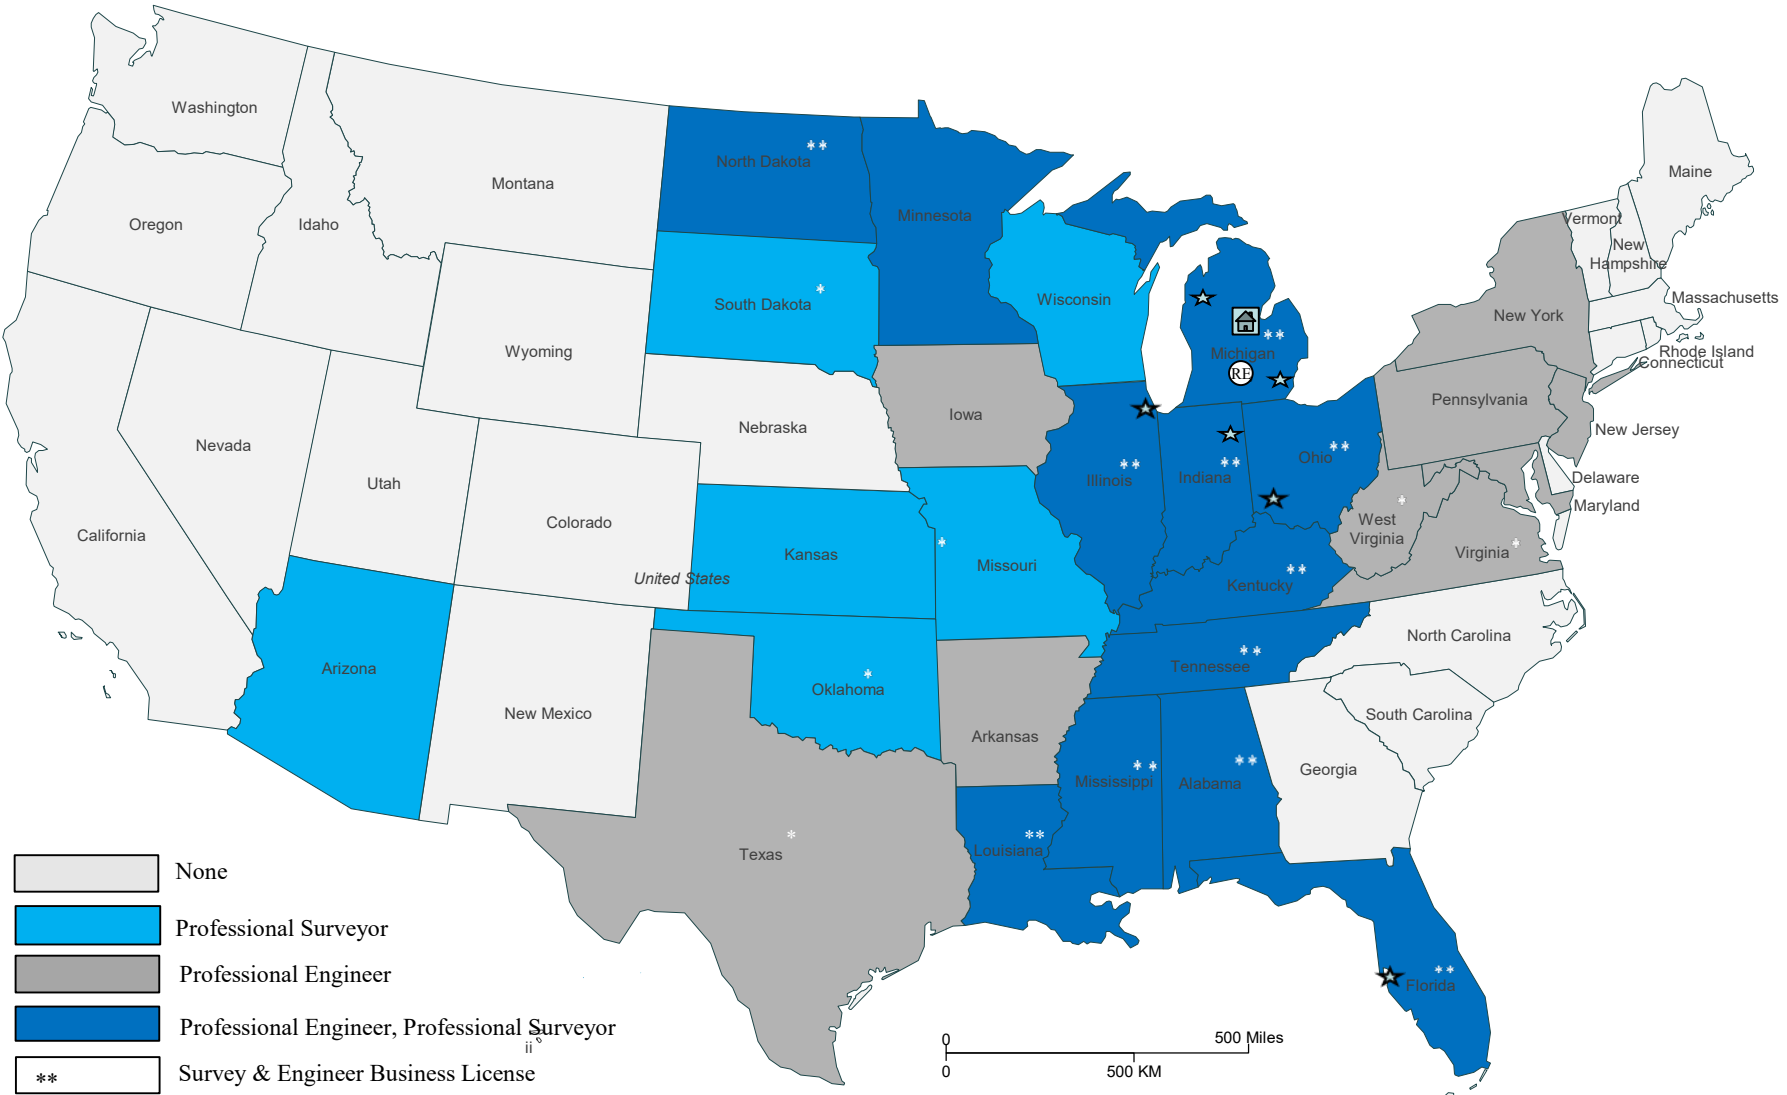 Washington
Montana
North Dakota
**
Minnesota
Maine
Oregon
Idaho
Vermont
New
Hampshire
South Dakota
*
Wisconsin
Massachusetts
New York
Wyoming
**
Michigan
RE
Rhode Island
Connecticut
Iowa
Pennsylvania
Nebraska
New Jersey
Nevada
Utah
**
Illinois
**
Indiana
**
Ohio
Delaware
Maryland
*
West
Virginia
California
Colorado
Kansas
*
Missouri
*
Virginia
United States
**
Kentucky
North Carolina
Arizona
*
Oklahoma
**
Tennessee
New Mexico
Arkansas
South Carolina
**
Mississippi
**
Alabama
Georgia
*
Texas
**
Louisiana
**
Florida
None
Professional Surveyor
Professional Engineer
Professional Engineer, Professional Surveyor
ii
** Survey & Engineer Business License
0 500 Miles
0 500 KM